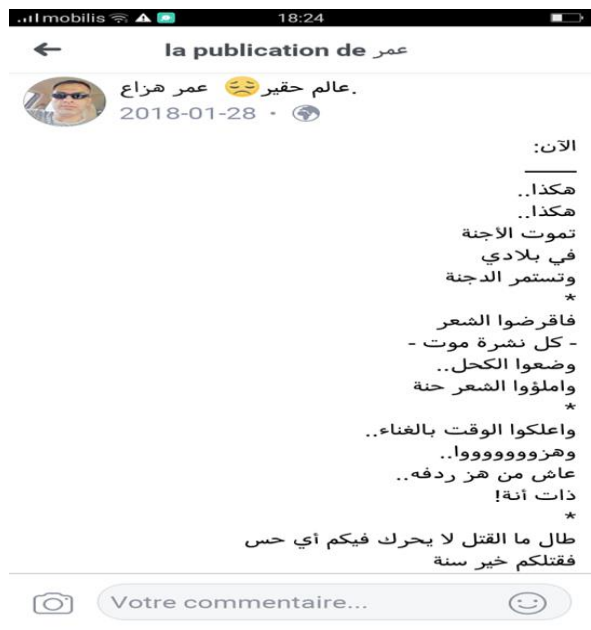 mobilis 18:24
la publication de عمر
عالم حقير😔 عمر هزاع.
2018-01-28 ·
الآن:
هكذا..
هكذا..
تموت الأجنة
في بلادي
وتستمر الدجنة
*
فاقرضوا الشعر
- كل نشرة موت -
وضعوا الكحل..
واملؤوا الشعر حنة
*
واعلكوا الوقت بالغناء..
وهزوووووووا..
عاش من هز ردفه..
ذات أنة!
*
طال ما القتل لا يحرك فيكم أي حس
فقتلكم خير سنة
Votre commentaire...